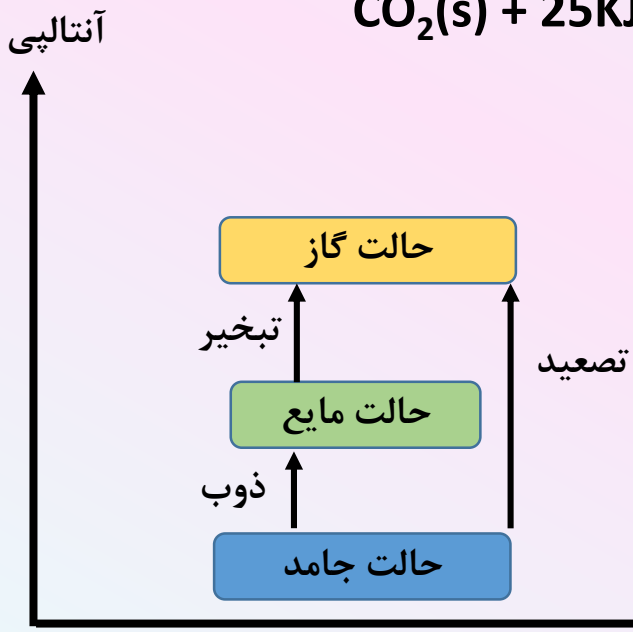 CO₂(s) + 25KJ
آنتالپی
حالت گاز
تبخیر
تصعید
حالت مایع
ذوب
حالت جامد